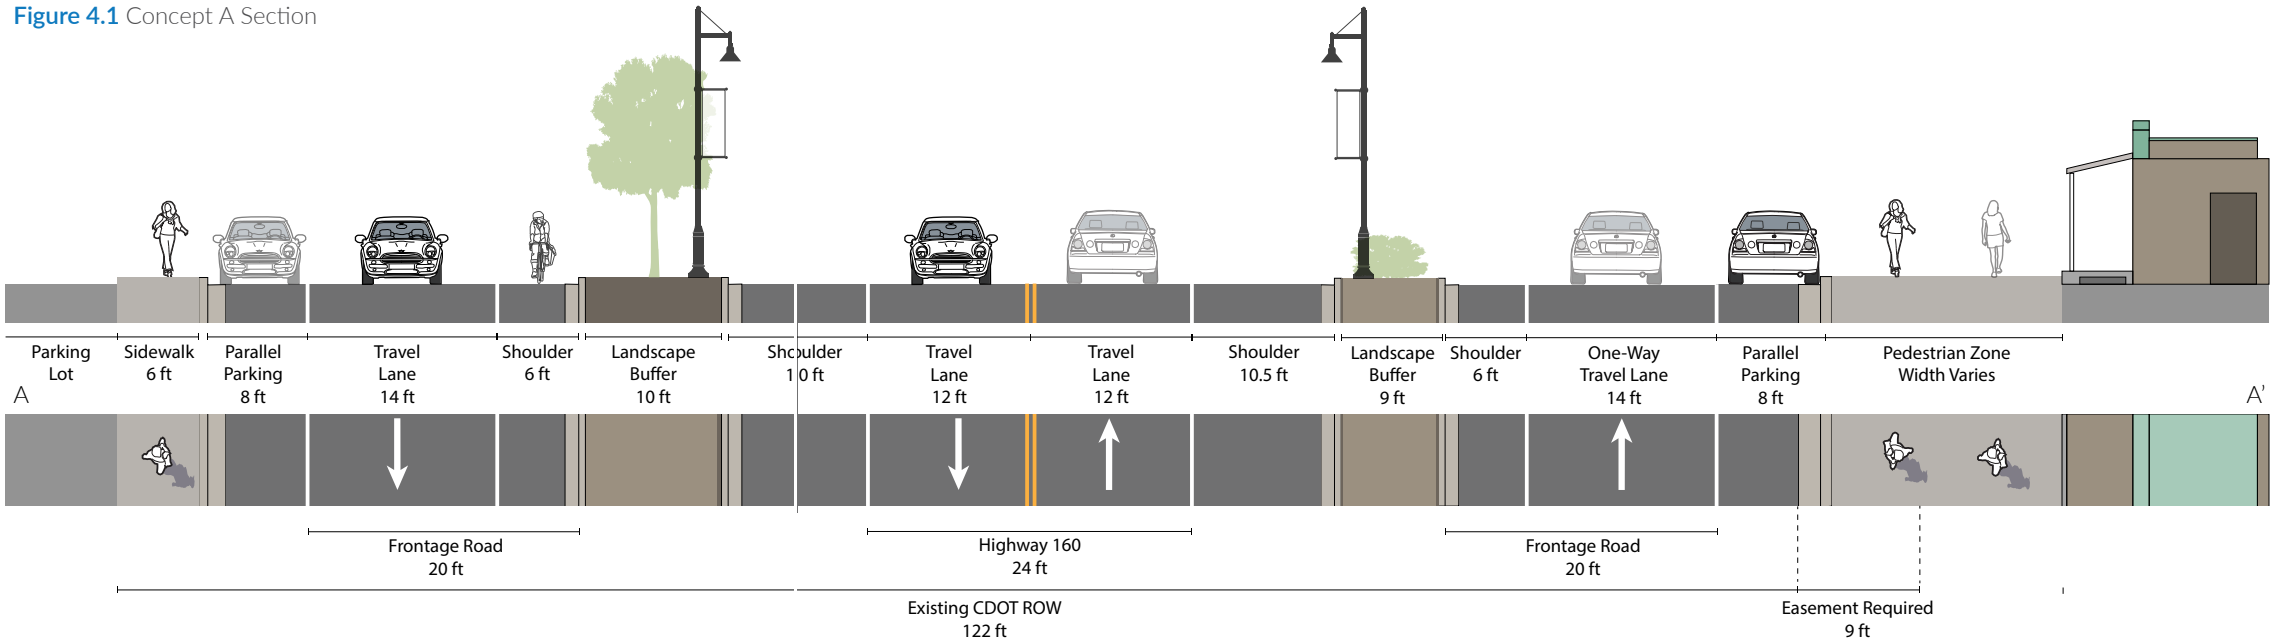 Figure 4.1 Concept A Section
Parking
Lot
Sidewalk
6 ft
Parallel
Parking
8 ft
Travel
Lane
14 ft
Shoulder
6 ft
Landscape
Buffer
10 ft
Shoulder
10 ft
Travel
Lane
12 ft
Travel
Lane
12 ft
Shoulder
10.5 ft
Landscape
Buffer
9 ft
Shoulder
6 ft
One-Way
Travel Lane
14 ft
Parallel
Parking
8 ft
Pedestrian Zone
Width Varies
A
A'
Frontage Road
20 ft
Highway 160
24 ft
Frontage Road
20 ft
Existing CDOT ROW
122 ft
Easement Required
9 ft